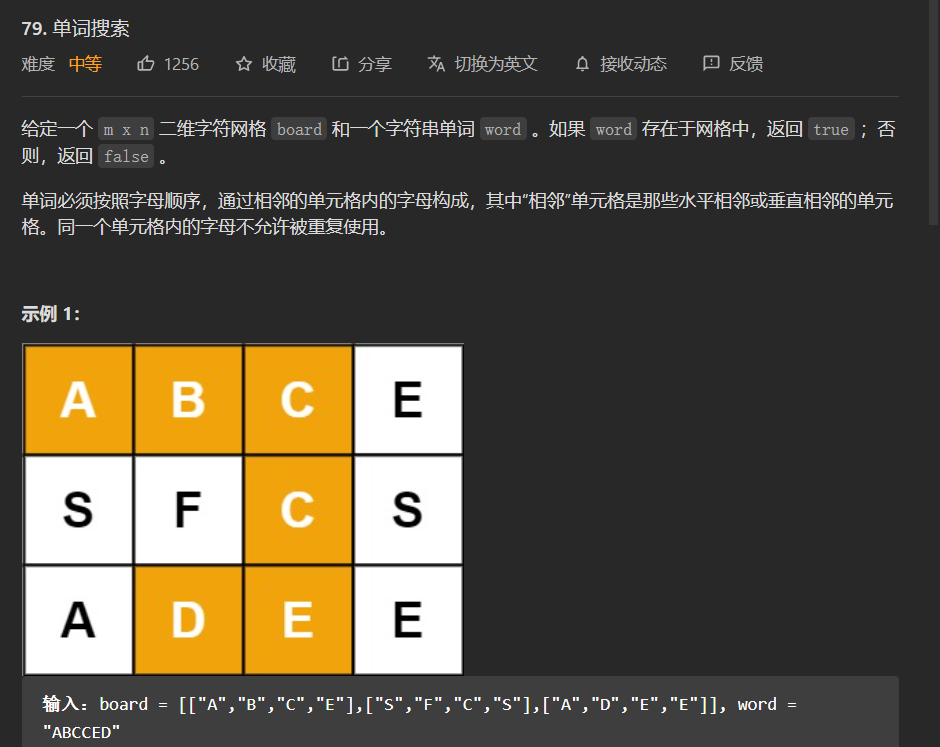 79. 单词搜索
难度 中等 1256 收藏 分享 切换为英文 接收动态 反馈
给定一个 m x n 二维字符网格 board 和一个字符串单词 word 。如果 word 存在于网格中，返回 true ；否
则，返回 false 。
单词必须按照字母顺序，通过相邻的单元格内的字母构成，其中“相邻”单元格是那些水平相邻或垂直相邻的单元
格。同一个单元格内的字母不允许被重复使用。
示例 1：
A B C E
S F C S
A D E E
输入：board = [["A","B","C","E"],["S","F","C","S"],["A","D","E","E"]], word =
"ABCCED"